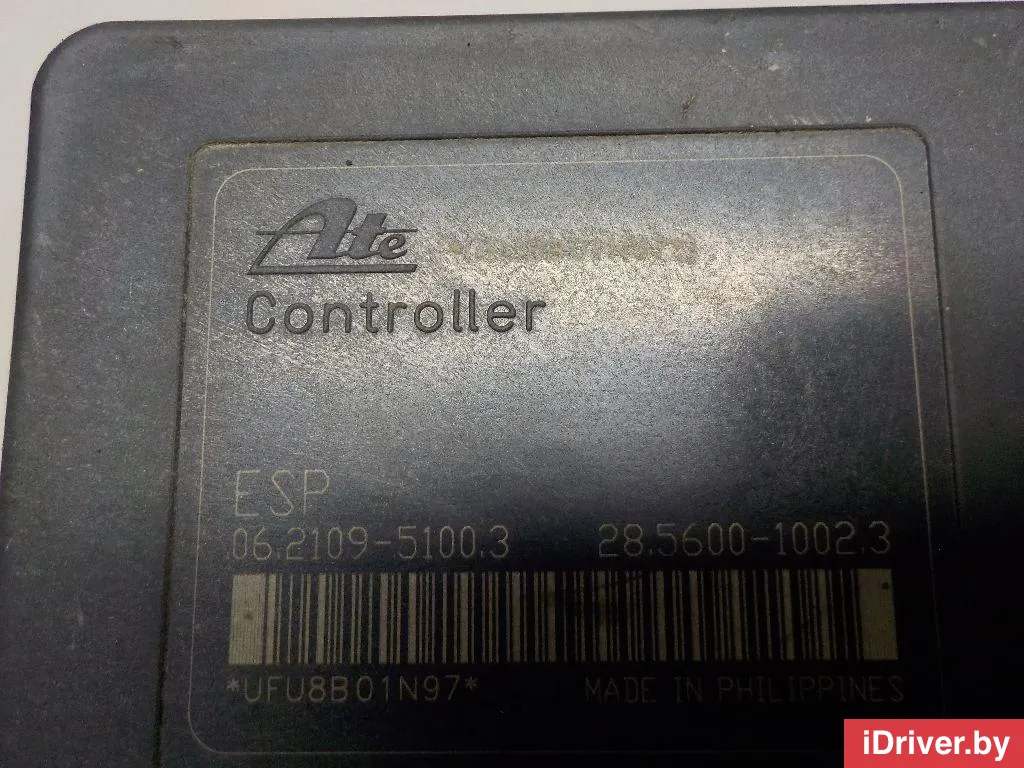 Ate
Controller
ESP
06.2109-5100.3 28.5600-1002.3
*UFU8B01N97* MADE IN PHILIPPINES
iDriver.by